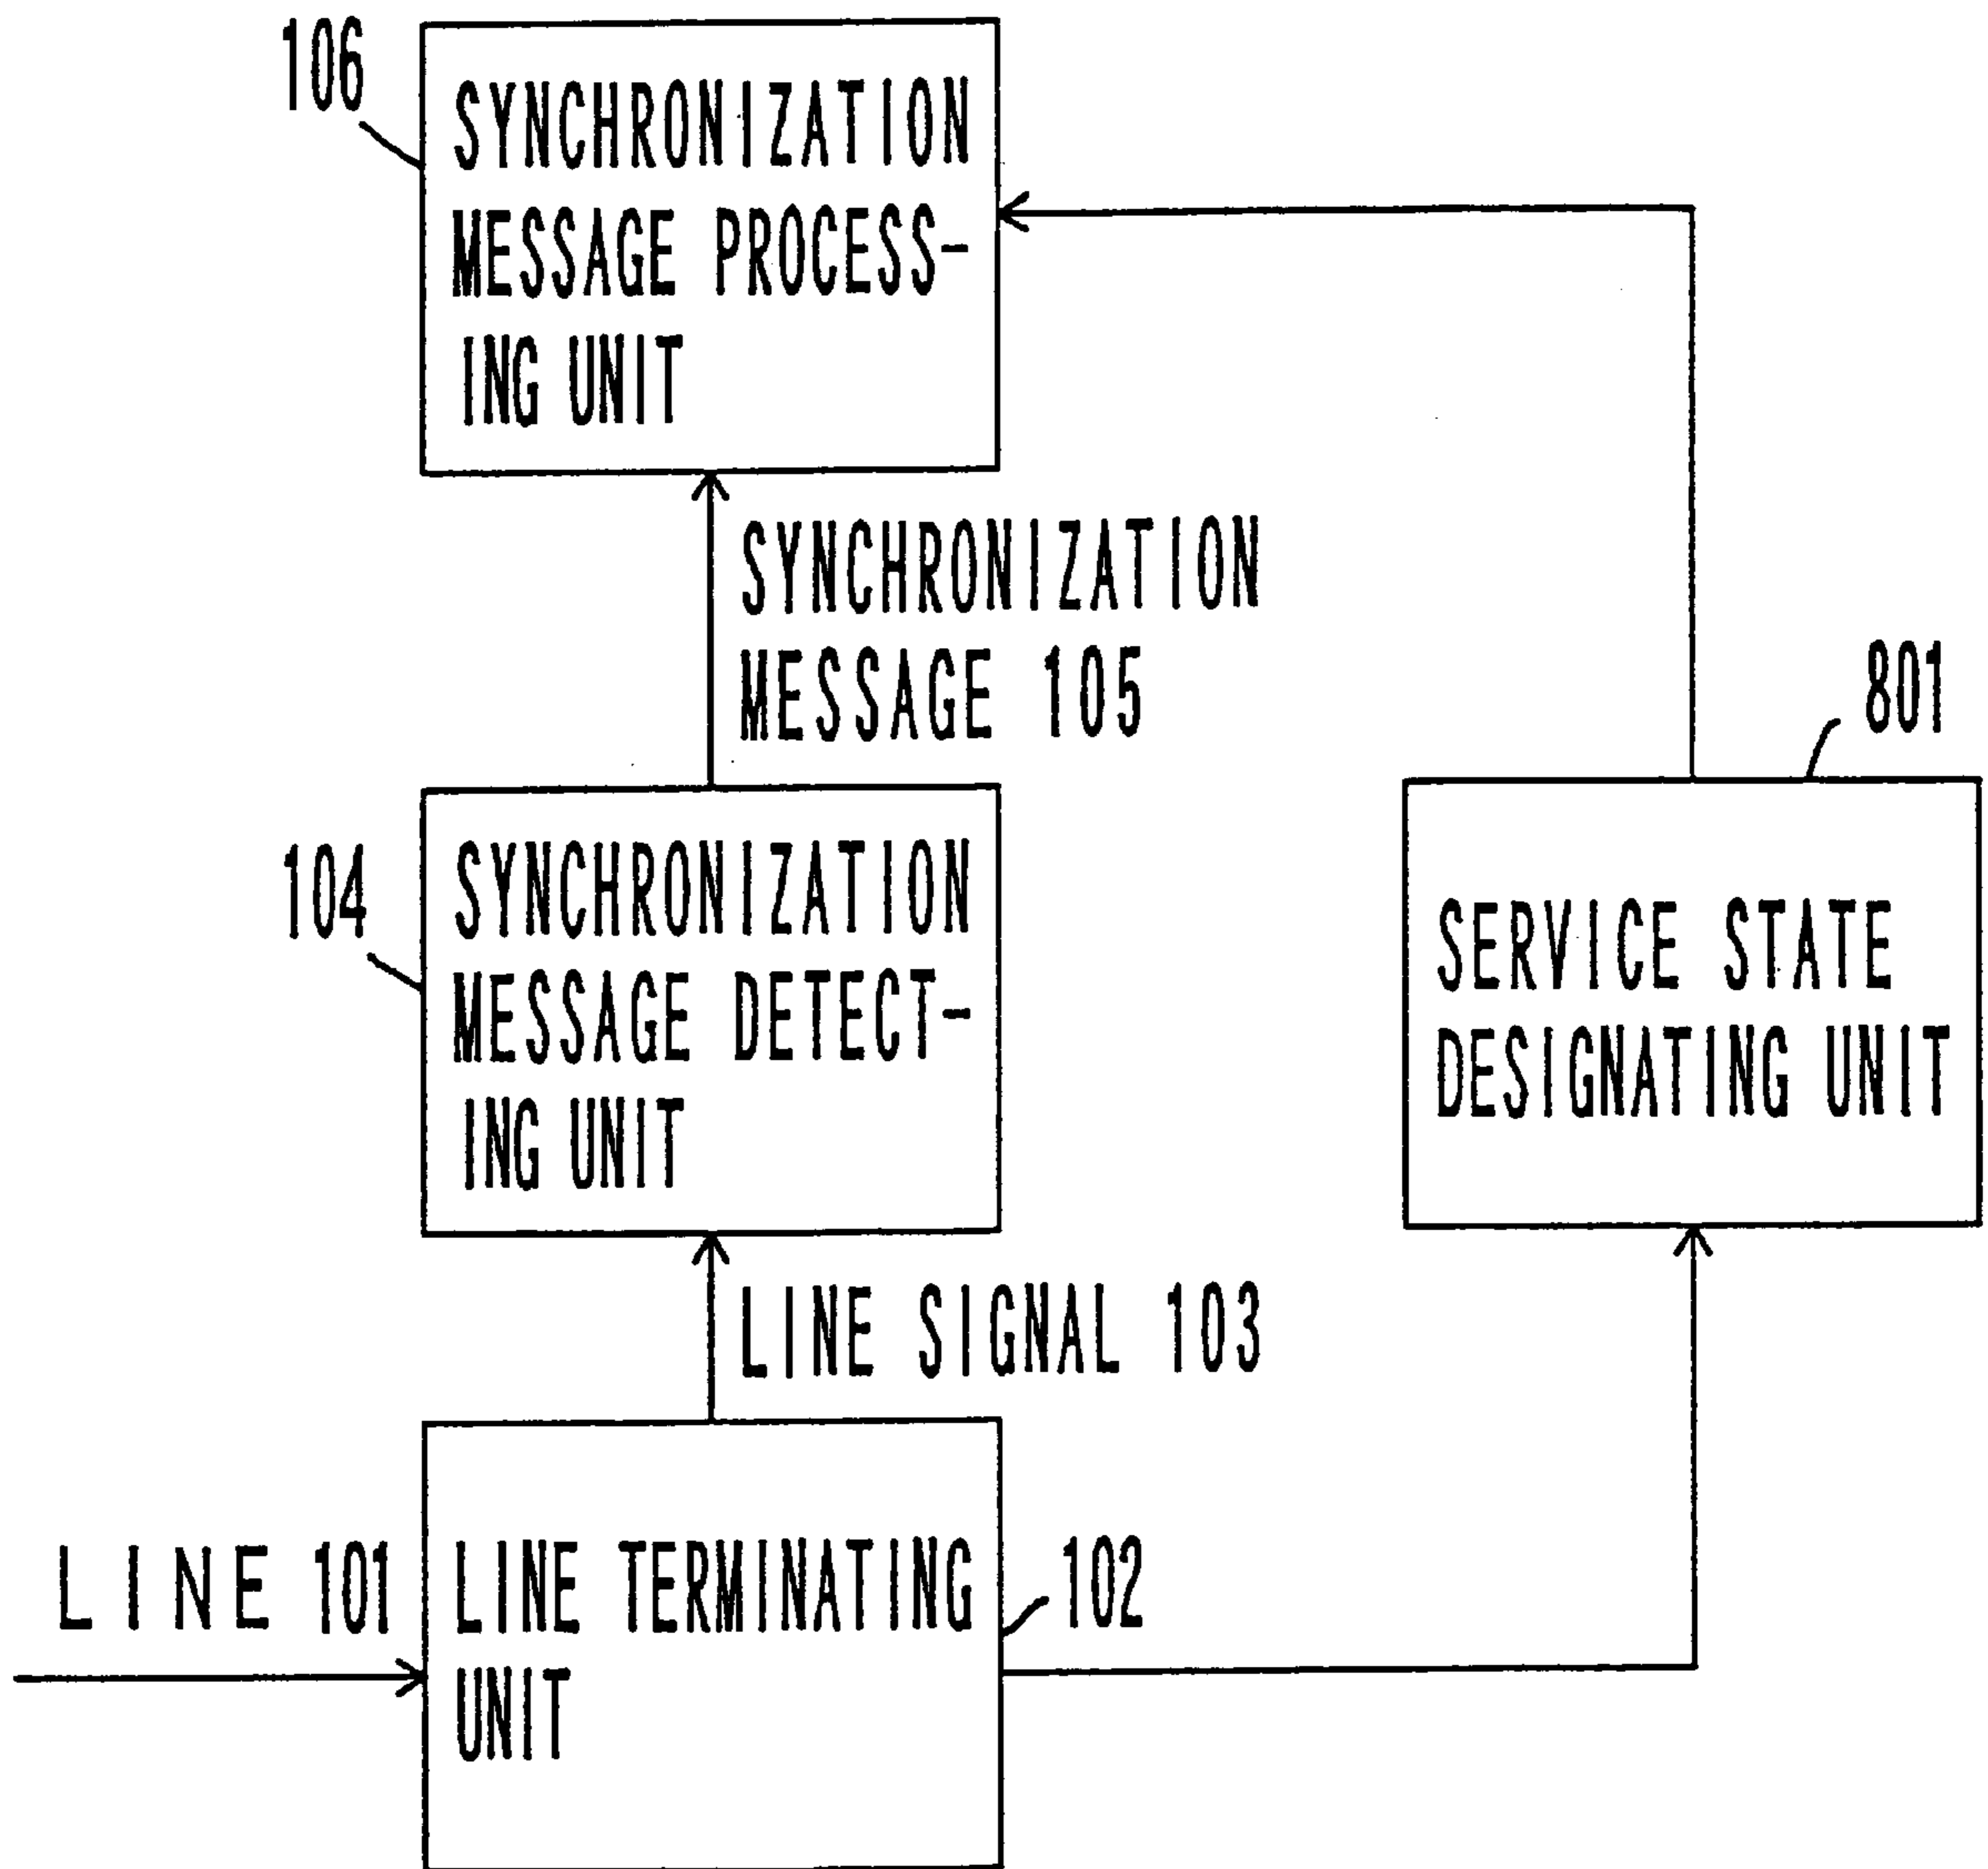 106
SYNCHRONIZATION
MESSAGE PROCESS-
ING UNIT
SYNCHRONIZATION
MESSAGE 105
801
104
SYNCHRONIZATION
MESSAGE DETECT-
ING UNIT
SERVICE STATE
DESIGNATING UNIT
LINE SIGNAL 103
LINE 101
LINE TERMINATING
UNIT
102